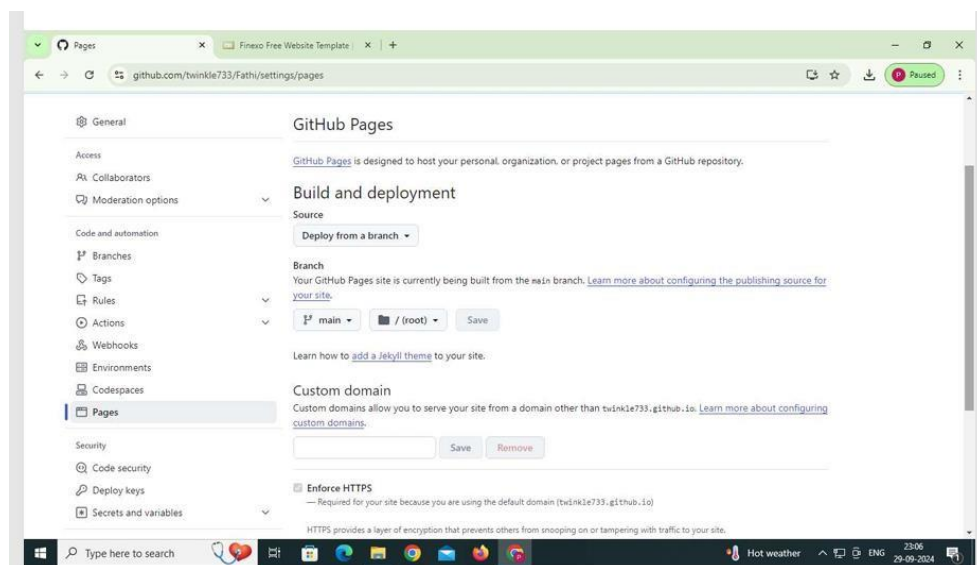 Pages
Finexo Free Website Template |
github.com/twinkle733/Fathi/settings/pages
P
Paused
General
Access
Collaborators
Moderation options
Code and automation
Branches
Tags
Rules
Actions
Webhooks
Environments
Codespaces
Pages
Security
Code security
Deploy keys
Secrets and variables
GitHub Pages
GitHub Pages is designed to host your personal, organization, or project pages from a GitHub repository.
Build and deployment
Source
Deploy from a branch
Branch
Your GitHub Pages site is currently being built from the main branch. Learn more about configuring the publishing source for
your site.
main / (root) Save
Learn how to add a Jekyll theme to your site.
Custom domain
Custom domains allow you to serve your site from a domain other than twinkle733.github.io. Learn more about configuring
custom domains.
Save Remove
Enforce HTTPS
— Required for your site because you are using the default domain (twinkle733.github.io)
HTTPS provides a layer of encryption that prevents others from snooping on or tampering with traffic to your site.
Type here to search
Hot weather
ENG
23:06
29-09-2024